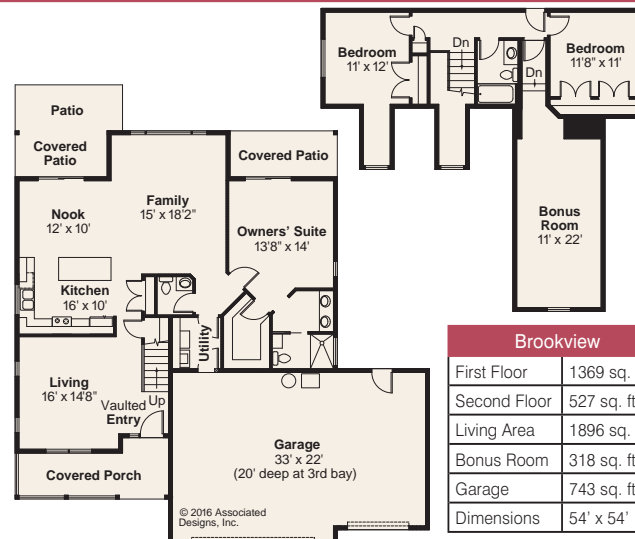 Bedroom
11' x 12'
Dn
Dn
Bedroom
11'8" x 11'
Patio
Covered
Patio
Covered Patio
Family
15' x 18'2"
Nook
12' x 10'
Owners' Suite
13'8" x 14'
Bonus
Room
11' x 22'
Kitchen
16' x 10'
Utility
Living
16' x 14'8"
Vaulted
Up
Entry
Covered Porch
Garage
33' x 22'
(20' deep at 3rd bay)
© 2016 Associated
Designs, Inc.
Brookview
First Floor 1369 sq.
Second Floor 527 sq. ft
Living Area 1896 sq.
Bonus Room 318 sq. ft
Garage 743 sq. ft
Dimensions 54' x 54'